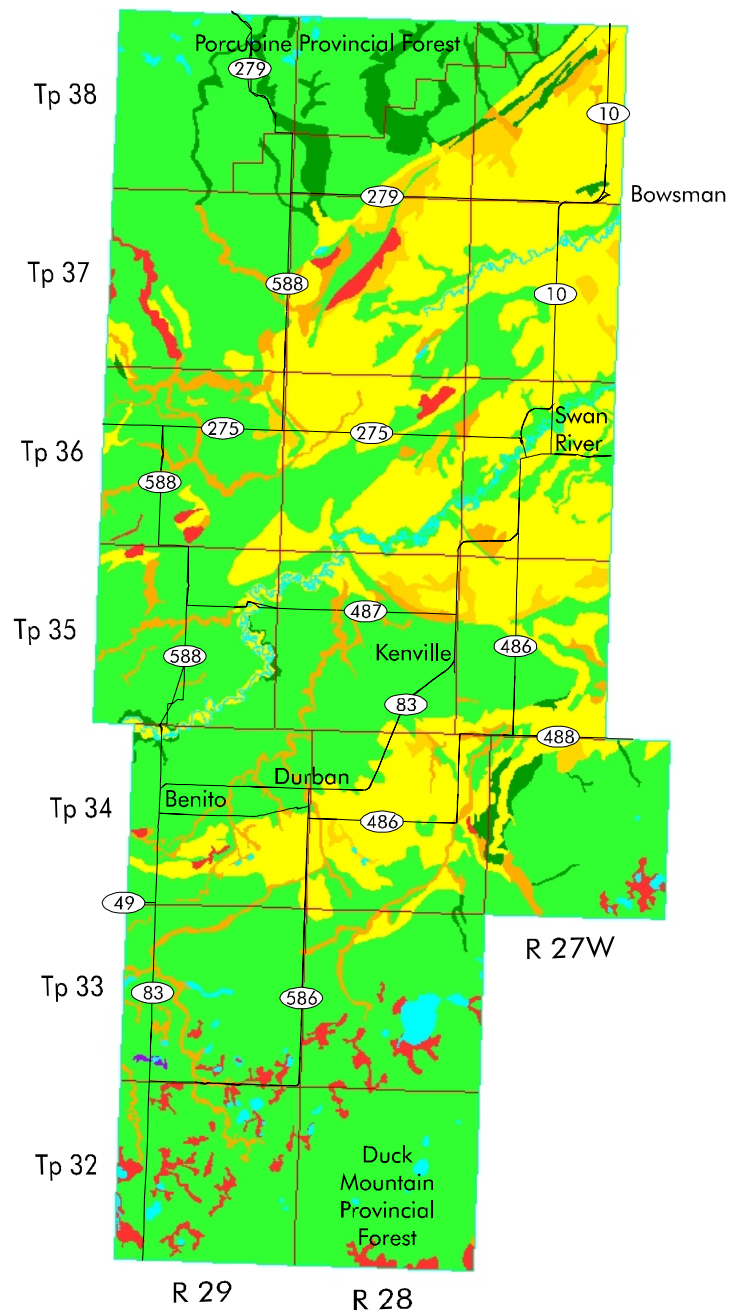 Porcupine Provincial Forest
279
Tp 38
10
279
Bowsman
Tp 37
588
10
275
275
Swan
River
Tp 36
588
487
Tp 35
Kenville
486
588
83
488
Durban
Benito
Tp 34
486
49
R 27W
Tp 33
83
586
Tp 32
Duck
Mountain
Provincial
Forest
R 29
R 28